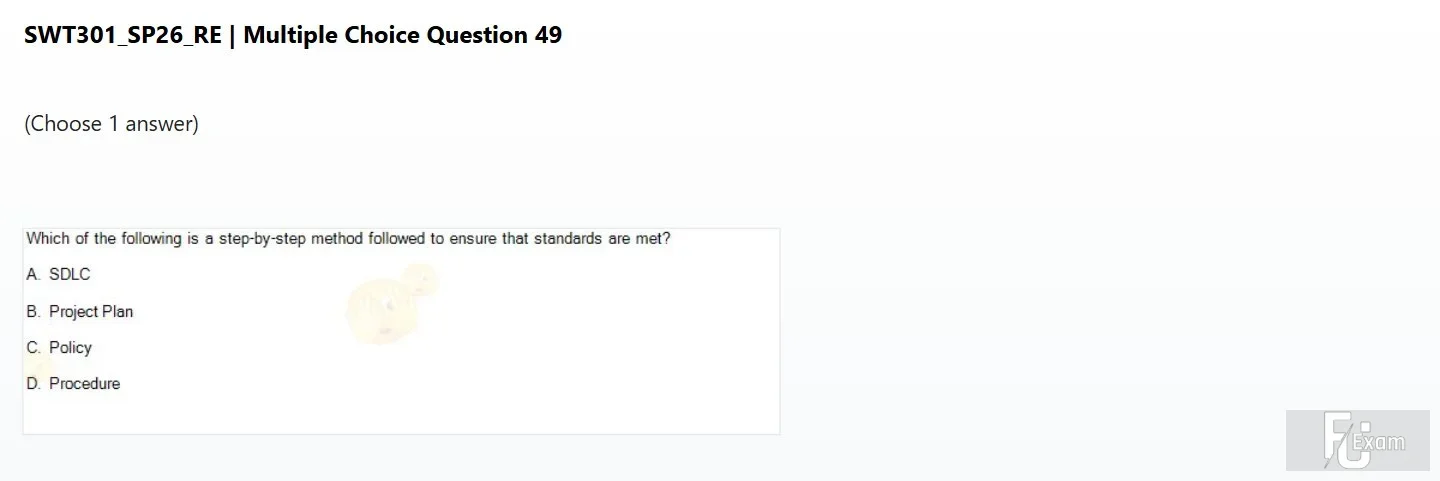 SWT301_SP26_RE | Multiple Choice Question 49
(Choose 1 answer)
Which of the following is a step-by-step method followed to ensure that standards are met?
A. SDLC
B. Project Plan
C. Policy
D. Procedure
FU Exam